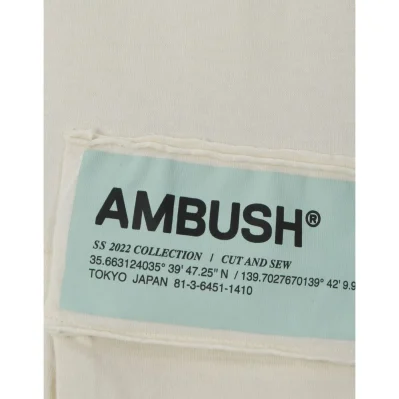 AMBUSH®
SS 2022 COLLECTION / CUT AND SEW
35.663124035° 39' 47.25" N / 139.7027670139° 42' 9.9
TOKYO JAPAN 81-3-6451-1410